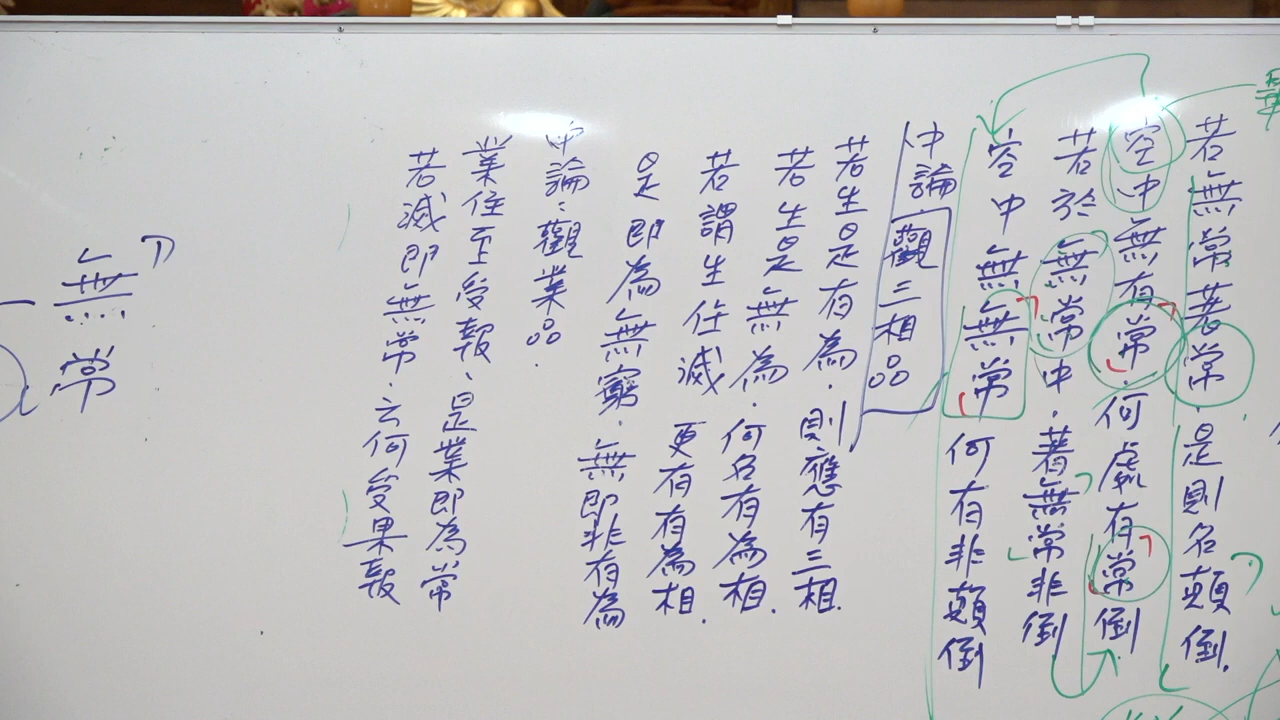 若無常著常是則名顛倒.
空中無有常.何處有常倒
若於無常中.著無常非倒
空中無無常何有非顛倒
中論觀三相品
若生是有為.則應有三相.
若生是無為.何名有為相.
若謂生住滅更有有為相.
是即為無窮.無即非有為
中論:觀業品.
業住至受報、是業即為常
若滅即無常.云何受果報
無常